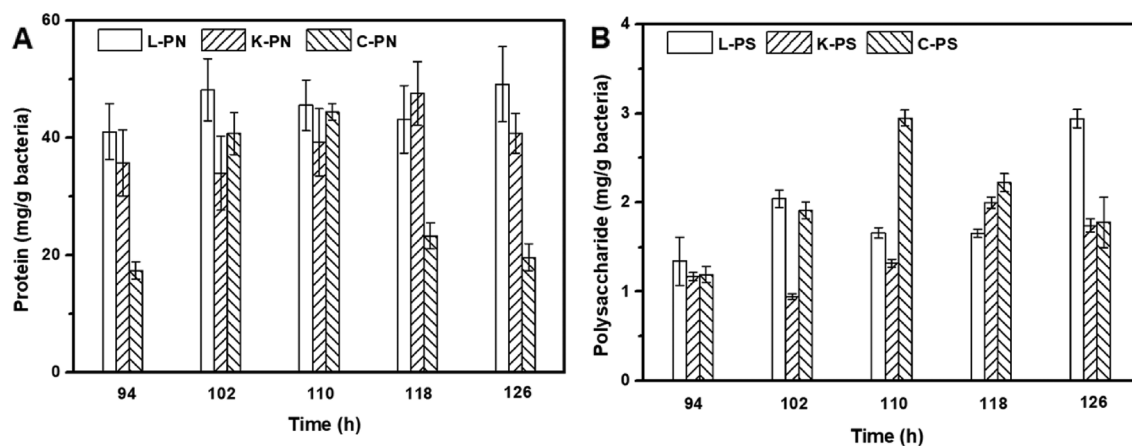 A
L-PN K-PN C-PN
Protein (mg/g bacteria)
60
40
20
0
94 102 110 118 126
Time (h)
B
L-PS K-PS C-PS
Polysaccharide (mg/g bacteria)
4
3
2
1
0
94 102 110 118 126
Time (h)